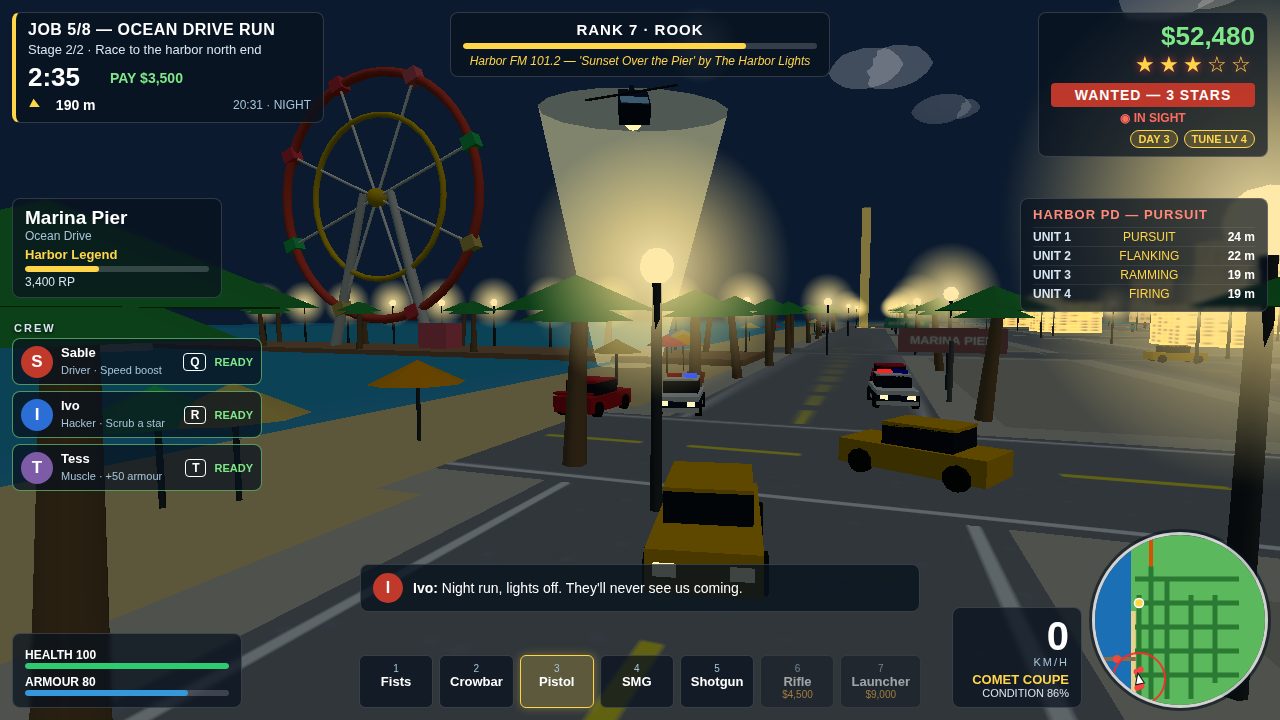 JOB 5/8 — OCEAN DRIVE RUN
Stage 2/2 · Race to the harbor north end
2:35 PAY $3,500
190 m 20:31 · NIGHT
RANK 7 · ROOK
Harbor FM 101.2 — 'Sunset Over the Pier' by The Harbor Lights
$52,480
★ ★ ★ ☆ ☆
WANTED — 3 STARS
◉ IN SIGHT
DAY 3 TUNE LV 4
Marina Pier
Ocean Drive
Harbor Legend
3,400 RP
HARBOR PD — PURSUIT
UNIT 1 PURSUIT 24 m
UNIT 2 FLANKING 22 m
UNIT 3 RAMMING 19 m
UNIT 4 FIRING 19 m
MARINA PIER
CREW
S Sable Q READY
Driver · Speed boost
I Ivo R READY
Hacker · Scrub a star
T Tess T READY
Muscle · +50 armour
I Ivo: Night run, lights off. They'll never see us coming.
HEALTH 100
ARMOUR 80
1 Fists
2 Crowbar
3 Pistol
4 SMG
5 Shotgun
6 Rifle $4,500
7 Launcher $9,000
0
KM/H
COMET COUPE
CONDITION 86%